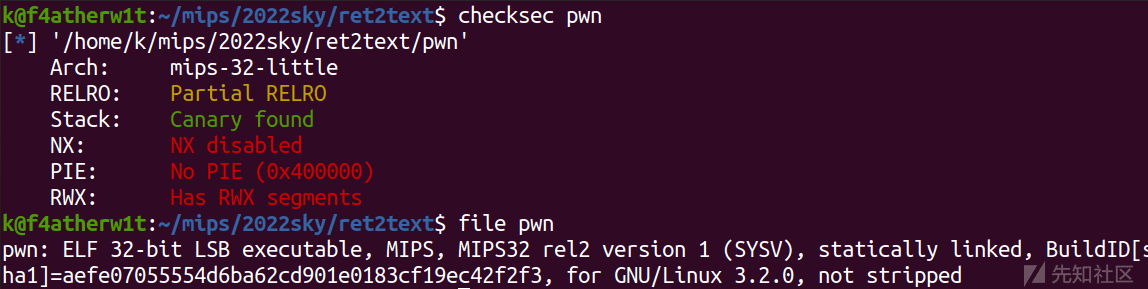 k@f4atherw1t:~/mips/2022sky/ret2text$ checksec pwn
[*] '/home/k/mips/2022sky/ret2text/pwn'
    Arch:     mips-32-little
    RELRO:    Partial RELRO
    Stack:    Canary found
    NX:       NX disabled
    PIE:      No PIE (0x400000)
    RWX:      Has RWX segments
k@f4atherw1t:~/mips/2022sky/ret2text$ file pwn
pwn: ELF 32-bit LSB executable, MIPS, MIPS32 rel2 version 1 (SYSV), statically linked, BuildID[s
ha1]=aefe07055554d6ba62cd901e0183cf19ec42f2f3, for GNU/Linux 3.2.0, not stripped
先知社区